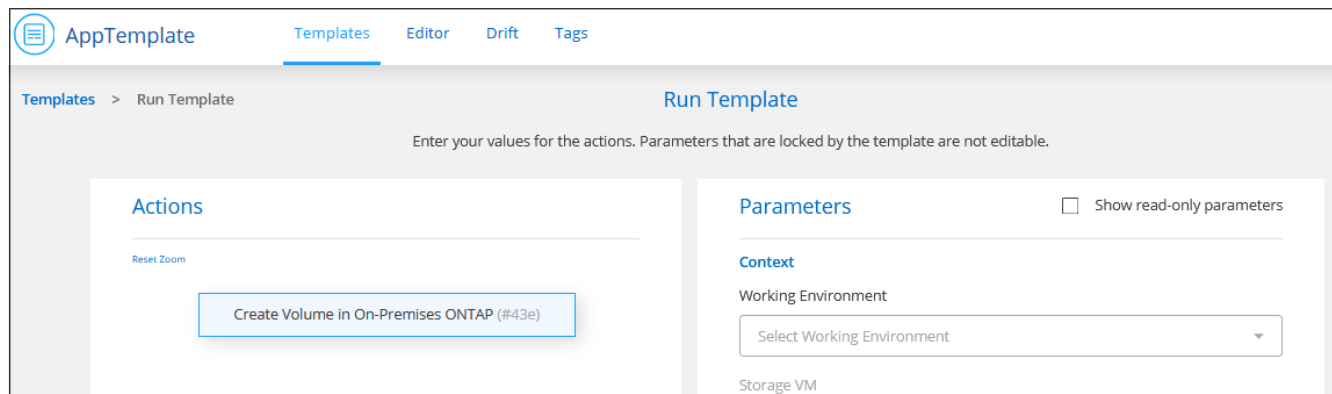 AppTemplate
Templates Editor Drift Tags
Templates > Run Template
Run Template
Enter your values for the actions. Parameters that are locked by the template are not editable.
Actions
Reset Zoom
Create Volume in On-Premises ONTAP (#43e)
Parameters
Show read-only parameters
Context
Working Environment
Select Working Environment
Storage VM